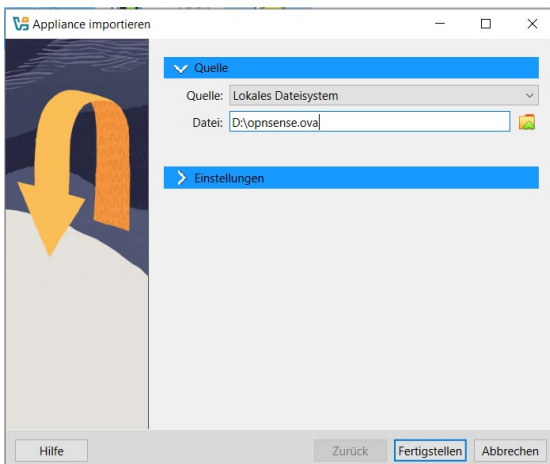 Appliance importieren
Quelle
Quelle: Lokales Dateisystem
Datei: D:\opnsense.ova
Einstellungen
Hilfe Zurück Fertigstellen Abbrechen